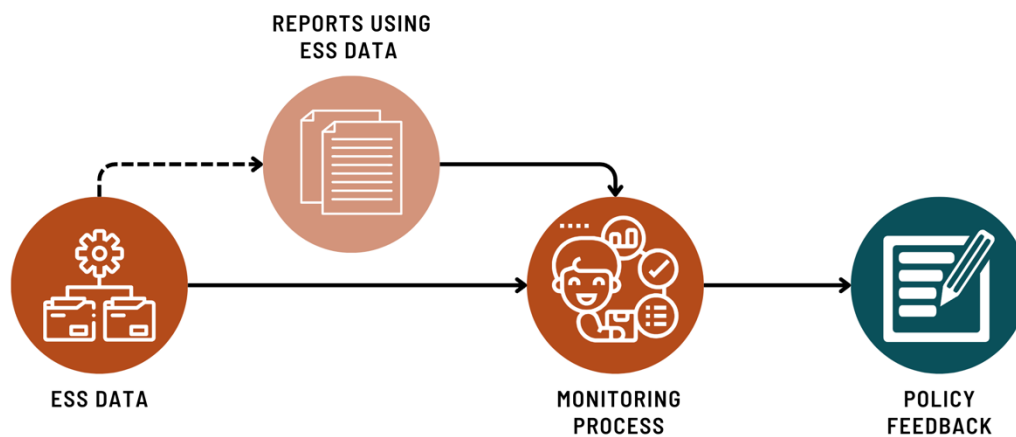 REPORTS USING
ESS DATA
ESS DATA
MONITORING
PROCESS
POLICY
FEEDBACK